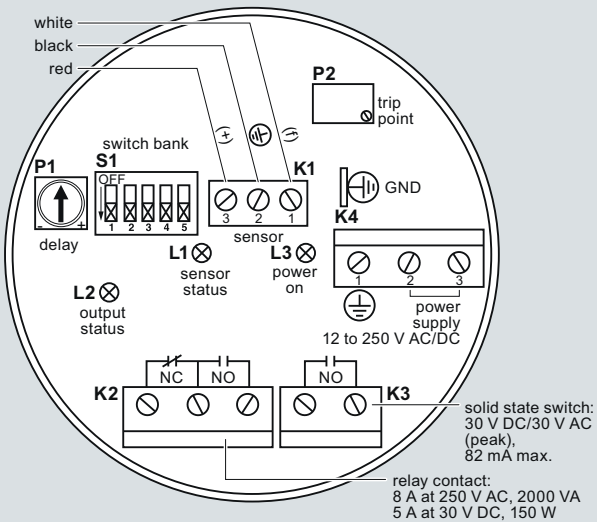 white
black
red
P2
trip
point
(+)
(f)
switch bank
S1
P1
OFF
1 2 3 4 5
- +
delay
K1
3 2 1
sensor
GND
K4
1 2 3
L1
sensor
status
L3
power
on
L2
output
status
power
supply
12 to 250 V AC/DC
K2
NC
NO
NO
K3
solid state switch:
30 V DC/30 V AC
(peak),
82 mA max.
relay contact:
8 A at 250 V AC, 2000 VA
5 A at 30 V DC, 150 W